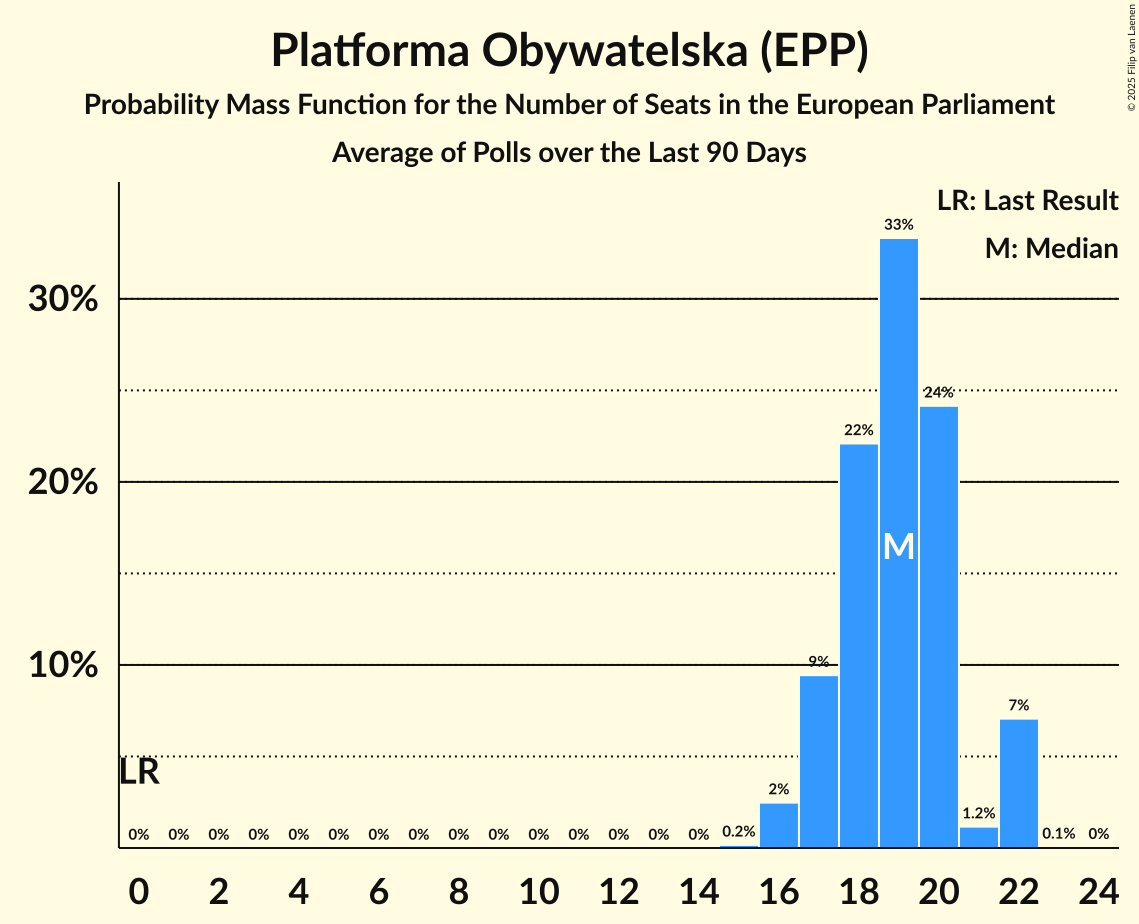 Platforma Obywatelska (EPP)
Probability Mass Function for the Number of Seats in the European Parliament
Average of Polls over the Last 90 Days
© 2025 Filip van Laenen
LR: Last Result
M: Median
30%
20%
10%
LR
M
0% 0% 0% 0% 0% 0% 0% 0% 0% 0% 0% 0% 0% 0% 0% 0.2% 2% 9% 22% 33% 24% 1.2% 7% 0.1% 0%
0 2 4 6 8 10 12 14 16 18 20 22 24